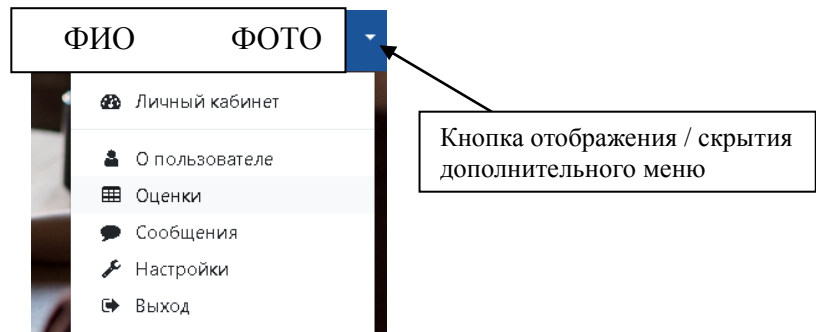 ФИО ФОТО
Личный кабинет
Кнопка отображения / скрытия
дополнительного меню
О пользователе
Оценки
Сообщения
Настройки
Выход